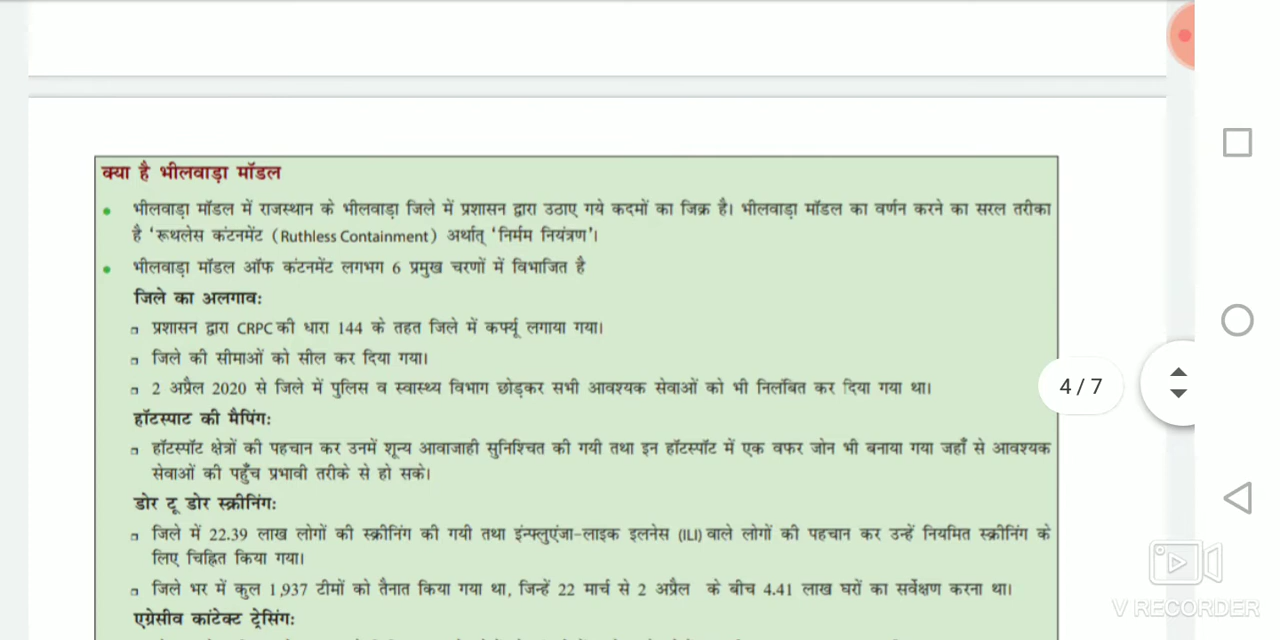 क्या है भीलवाड़ा मॉडल
भीलवाड़ा मॉडल में राजस्थान के भीलवाड़ा जिले में प्रशासन द्वारा उठाए गये कदमों का जिक्र है। भीलवाड़ा मॉडल का वर्णन करने का सरल तरीका
है ‘रूथलेस कंटनमेंट (Ruthless Containment) अर्थात् ‘निर्मम नियंत्रण’।
भीलवाड़ा मॉडल ऑफ कंटनमेंट लगभग 6 प्रमुख चरणों में विभाजित है
जिले का अलगावः
प्रशासन द्वारा CRPC की धारा 144 के तहत जिले में कर्फ्यू लगाया गया।
जिले की सीमाओं को सील कर दिया गया।
2 अप्रैल 2020 से जिले में पुलिस व स्वास्थ्य विभाग छोड़कर सभी आवश्यक सेवाओं को भी निलंबित कर दिया गया था।
4 / 7
हॉटस्पाट की मैपिंगः
हॉटस्पॉट क्षेत्रों की पहचान कर उनमें शून्य आवाजाही सुनिश्चित की गयी तथा इन हॉटस्पॉट में एक वफर जोन भी बनाया गया जहाँ से आवश्यक
सेवाओं की पहुँच प्रभावी तरीके से हो सके।
डोर टू डोर स्क्रीनिंगः
जिले में 22.39 लाख लोगों की स्क्रीनिंग की गयी तथा इंन्फ्लुएंजा-लाइक इलनेस (ILI) वाले लोगों की पहचान कर उन्हें नियमित स्क्रीनिंग के
लिए चिह्नित किया गया।
जिले भर में कुल 1,937 टीमों को तैनात किया गया था, जिन्हें 22 मार्च से 2 अप्रैल के बीच 4.41 लाख घरों का सर्वेक्षण करना था।
एग्रेसीव कांटेक्ट ट्रेसिंगः
V RECORDER